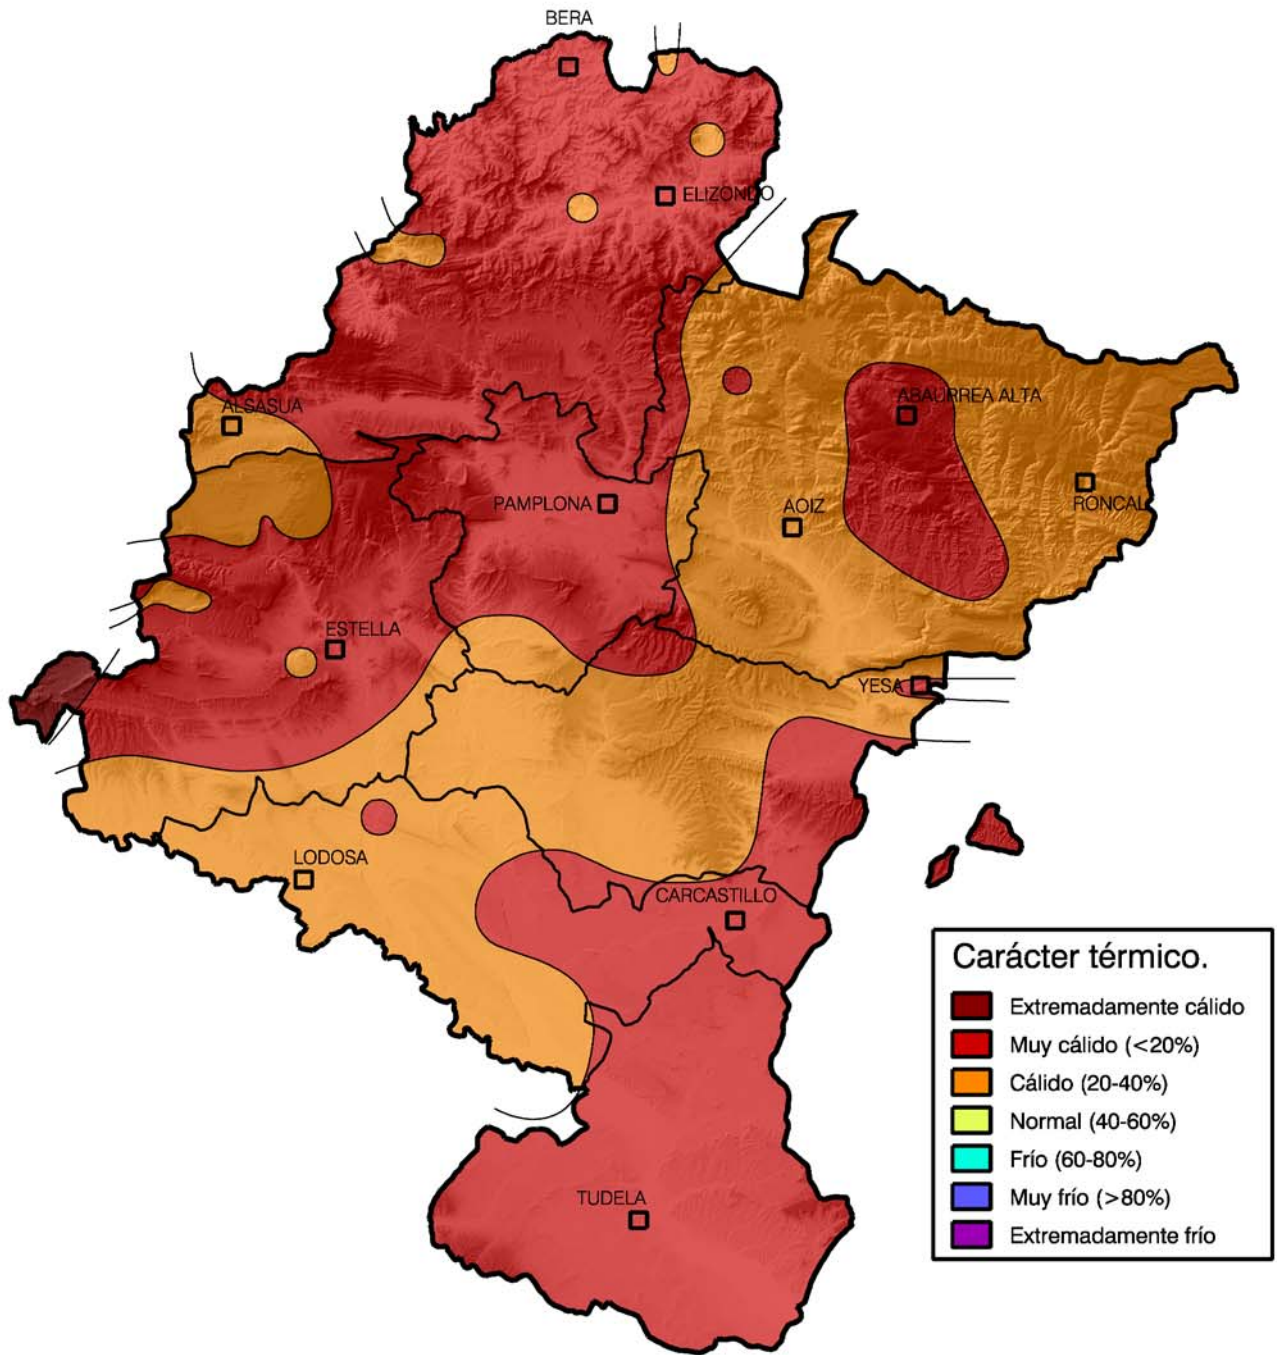 BERA
ELIZONDO
ALSASUA
ABAURREA ALTA
PAMPLONA
AOIZ
RONCAL
ESTELLA
YESA
LODOSA
CARCASTILLO
TUDELA
Carácter térmico.
Extremadamente cálido
Muy cálido (<20%)
Cálido (20-40%)
Normal (40-60%)
Frío (60-80%)
Muy frío (>80%)
Extremadamente frío